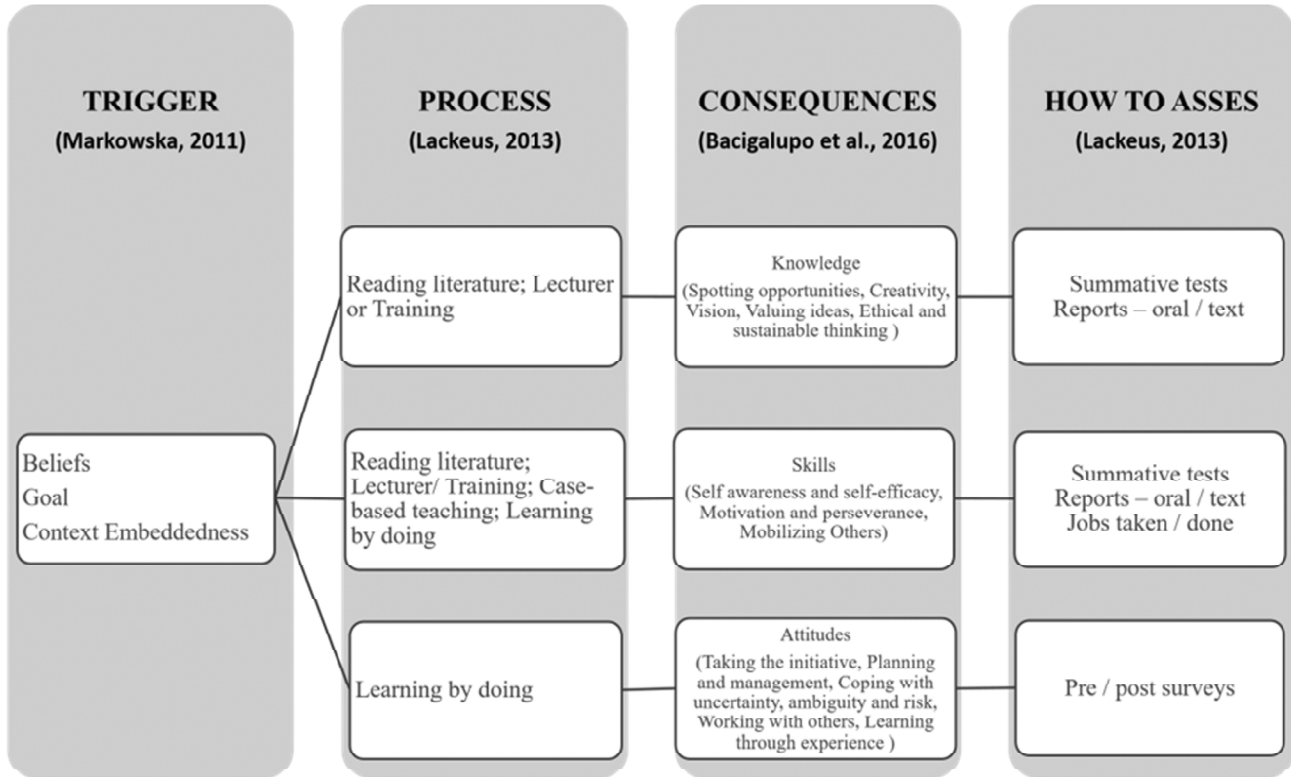 TRIGGER
(Markowska, 2011)
Beliefs
Goal
Context Embeddedness
PROCESS
(Lackeus, 2013)
Reading literature; Lecturer
or Training
Reading literature;
Lecturer/ Training; Case-
based teaching; Learning
by doing
Learning by doing
CONSEQUENCES
(Bacigalupo et al., 2016)
Knowledge
(Spotting opportunities, Creativity,
Vision, Valuing ideas, Ethical and
sustainable thinking )
Skills
(Self awareness and self-efficacy,
Motivation and perseverance,
Mobilizing Others)
Attitudes
(Taking the initiative, Planning
and management, Coping with
uncertainty, ambiguity and risk,
Working with others, Learning
through experience )
HOW TO ASSES
(Lackeus, 2013)
Summative tests
Reports – oral / text
Summative tests
Reports – oral / text
Jobs taken / done
Pre / post surveys